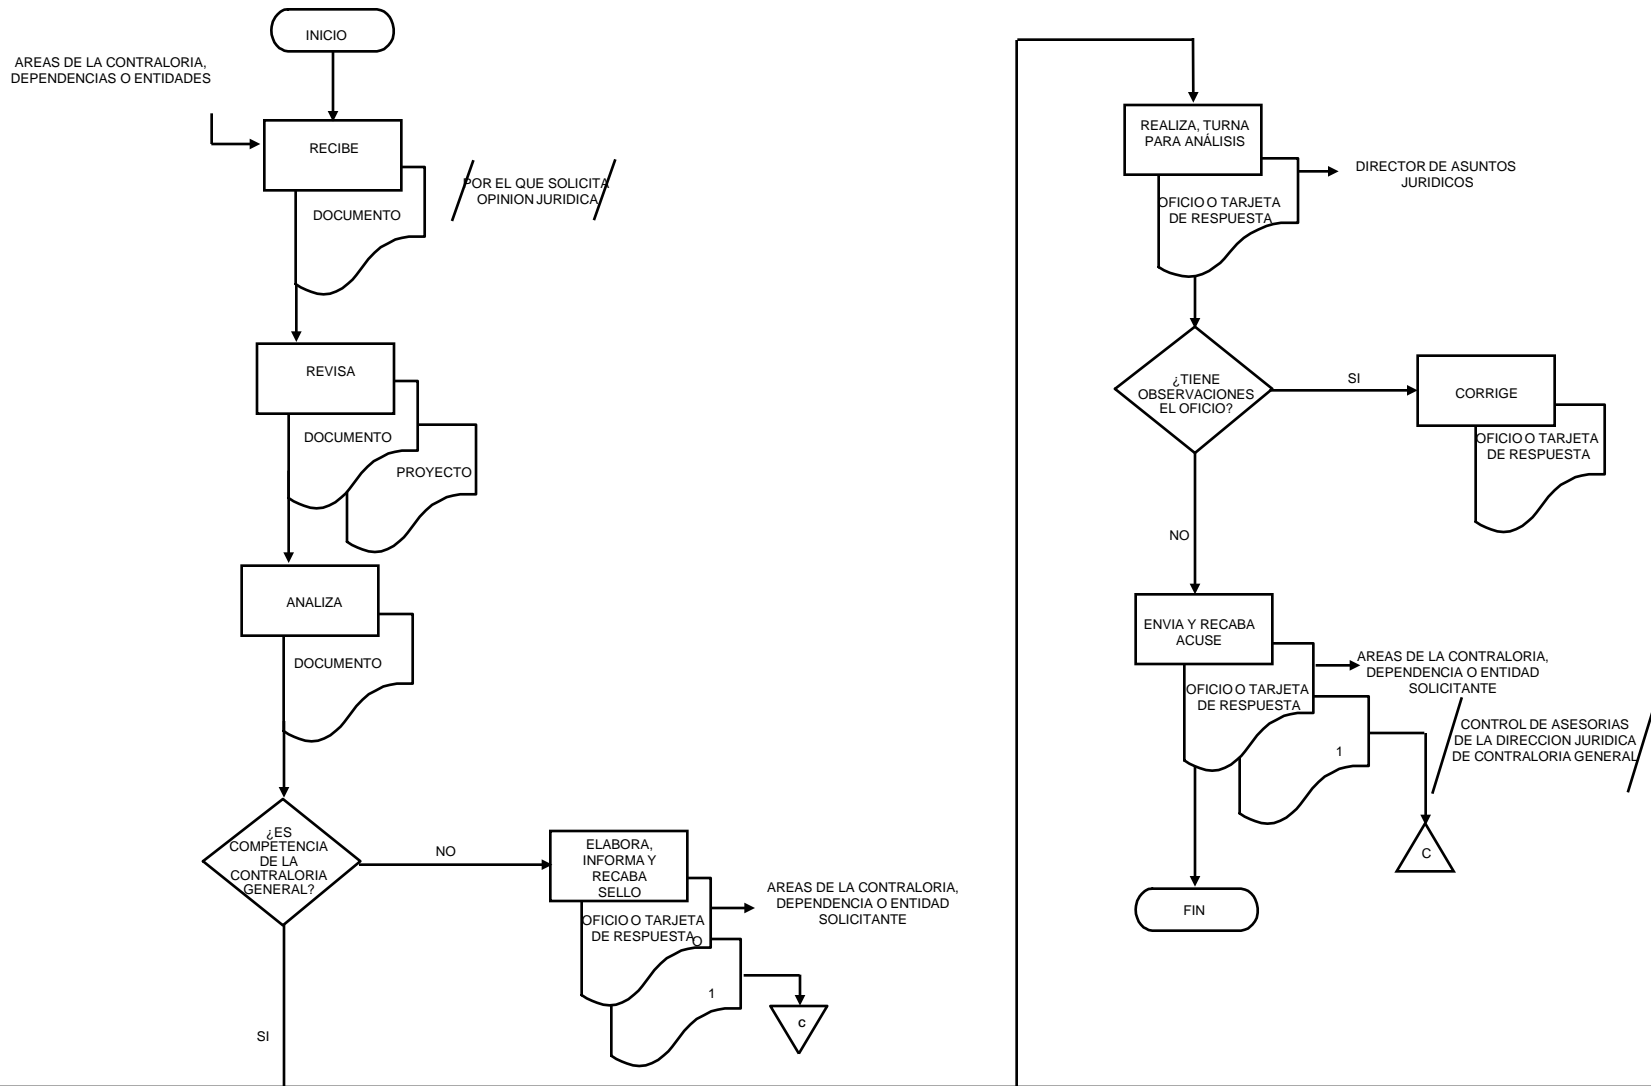 INICIO
AREAS DE LA CONTRALORIA,
DEPENDENCIAS O ENTIDADES
RECIBE
DOCUMENTO
POR EL QUE SOLICITA
OPINION JURIDICA
REVISA
DOCUMENTO
PROYECTO
ANALIZA
DOCUMENTO
¿ES
COMPETENCIA
DE LA
CONTRALORIA
GENERAL?
NO
SI
ELABORA,
INFORMA Y
RECABA
SELLO
OFICIO O TARJETA
DE RESPUESTA
O
1
AREAS DE LA CONTRALORIA,
DEPENDENCIA O ENTIDAD
SOLICITANTE
c
REALIZA, TURNA
PARA ANÁLISIS
OFICIO O TARJETA
DE RESPUESTA
DIRECTOR DE ASUNTOS
JURIDICOS
¿TIENE
OBSERVACIONES
EL OFICIO?
SI
CORRIGE
OFICIO O TARJETA
DE RESPUESTA
NO
ENVIA Y RECABA
ACUSE
OFICIO O TARJETA
DE RESPUESTA
1
AREAS DE LA CONTRALORIA,
DEPENDENCIA O ENTIDAD
SOLICITANTE
CONTROL DE ASESORIAS
DE LA DIRECCION JURIDICA
DE CONTRALORIA GENERAL
C
FIN